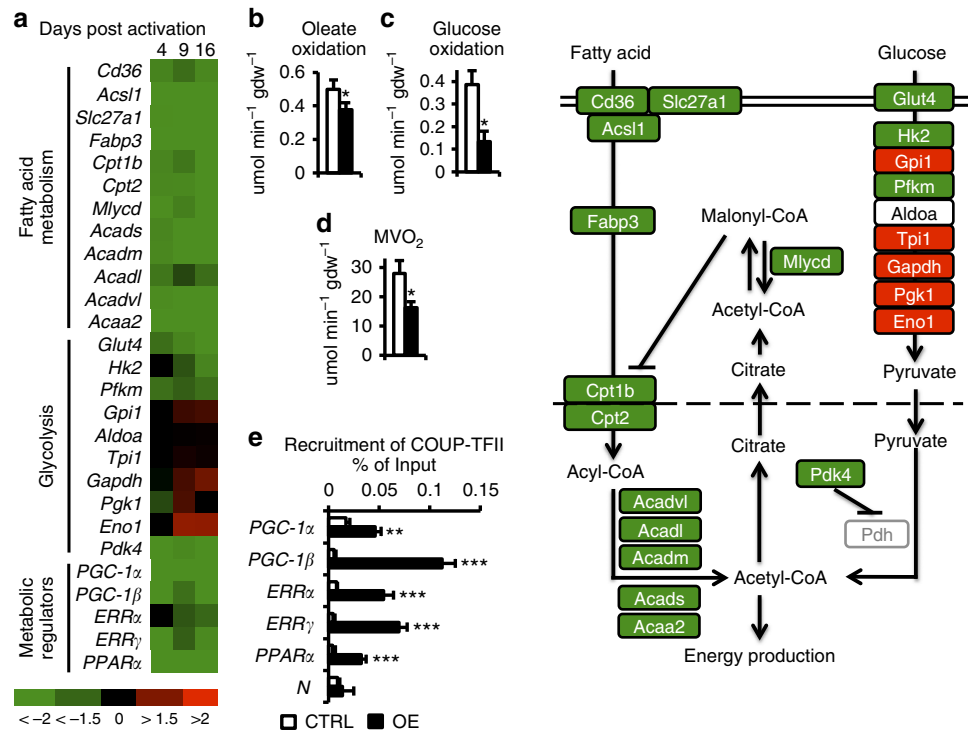 a
Days post activation
4 9 16
Fatty acid
metabolism
Cd36
Acsl1
Slc27a1
Fabp3
Cpt1b
Cpt2
Mlycd
Acads
Acadm
Acadl
Acadvl
Acaa2
Glycolysis
Glut4
Hk2
Pfkm
Gpi1
Aldoa
Tpi1
Gapdh
Pgk1
Eno1
Pdk4
Metabolic
regulators
PGC-1α
PGC-1β
ERRα
ERRγ
PPARα
< –2 < –1.5 0 > 1.5 >2
b
Oleate
oxidation
umol min⁻¹ gdw⁻¹
0.6
0.4
0.2
0
*
c
Glucose
oxidation
umol min⁻¹ gdw⁻¹
0.4
0.3
0.2
0.1
0
*
d
MVO₂
umol min⁻¹ gdw⁻¹
30
20
10
0
*
e
Recruitment of COUP-TFII
% of Input
0 0.05 0.1 0.15
PGC-1α **
PGC-1β ***
ERRα ***
ERRγ ***
PPARα ***
N
CTRL OE
Fatty acid
Glucose
Cd36
Slc27a1
Acsl1
Glut4
Hk2
Gpi1
Pfkm
Aldoa
Tpi1
Gapdh
Pgk1
Eno1
Pyruvate
Pyruvate
Fabp3
Malonyl-CoA
Mlycd
Acetyl-CoA
Citrate
Citrate
Cpt1b
Cpt2
Acyl-CoA
Acadvl
Acadl
Acadm
Acads
Acaa2
Pdk4
Pdh
Acetyl-CoA
Energy production